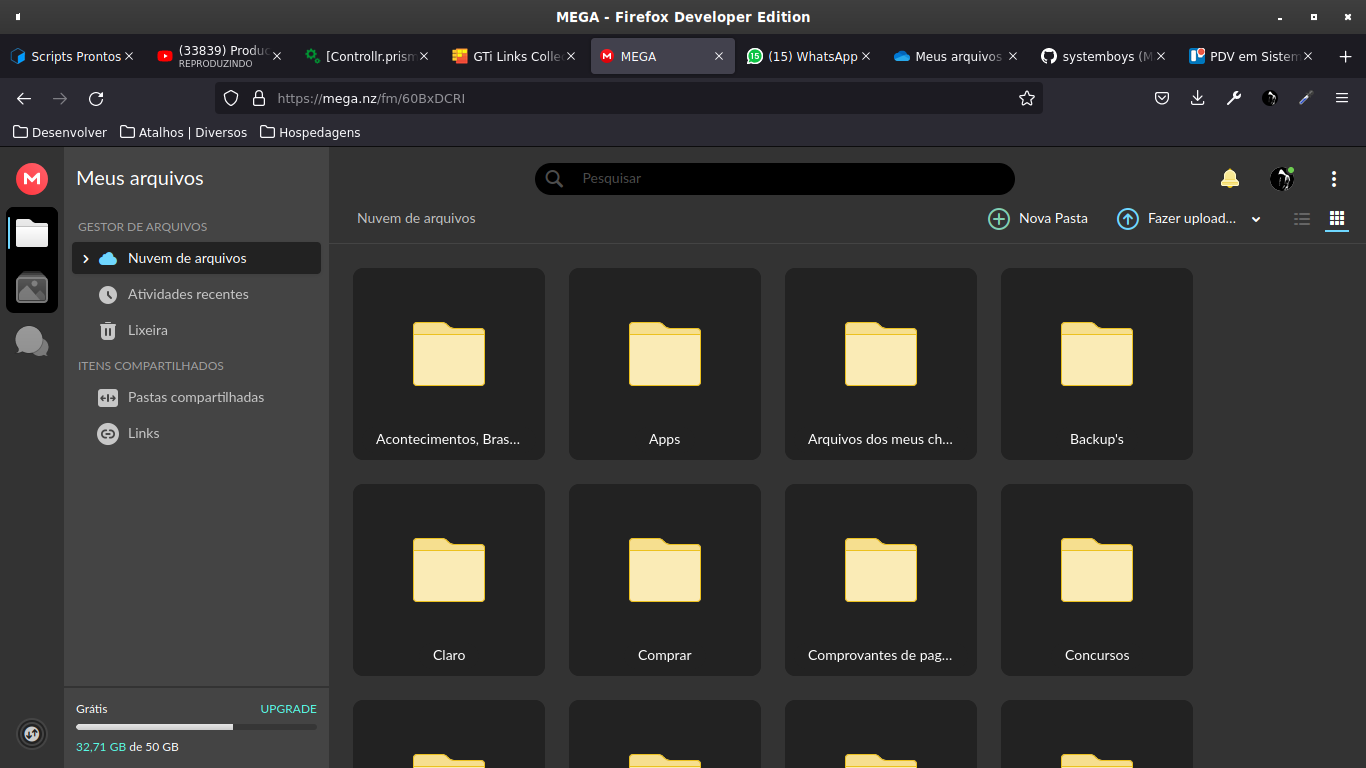 MEGA - Firefox Developer Edition
Scripts Prontos
(33839) Produc
REPRODUZINDO
[Controllr.prism
GTi Links Colle
MEGA
(15) WhatsApp
Meus arquivos
systemboys (M
PDV em Sistem
https://mega.nz/fm/60BxDCRI
Desenvolver
Atalhos | Diversos
Hospedagens
Meus arquivos
Pesquisar
GESTOR DE ARQUIVOS
Nuvem de arquivos
Atividades recentes
Lixeira
ITENS COMPARTILHADOS
Pastas compartilhadas
Links
Grátis
UPGRADE
32,71 GB de 50 GB
Nuvem de arquivos
Nova Pasta
Fazer upload...
Acontecimentos, Bras...
Apps
Arquivos dos meus ch...
Backup's
Claro
Comprar
Comprovantes de pag...
Concursos